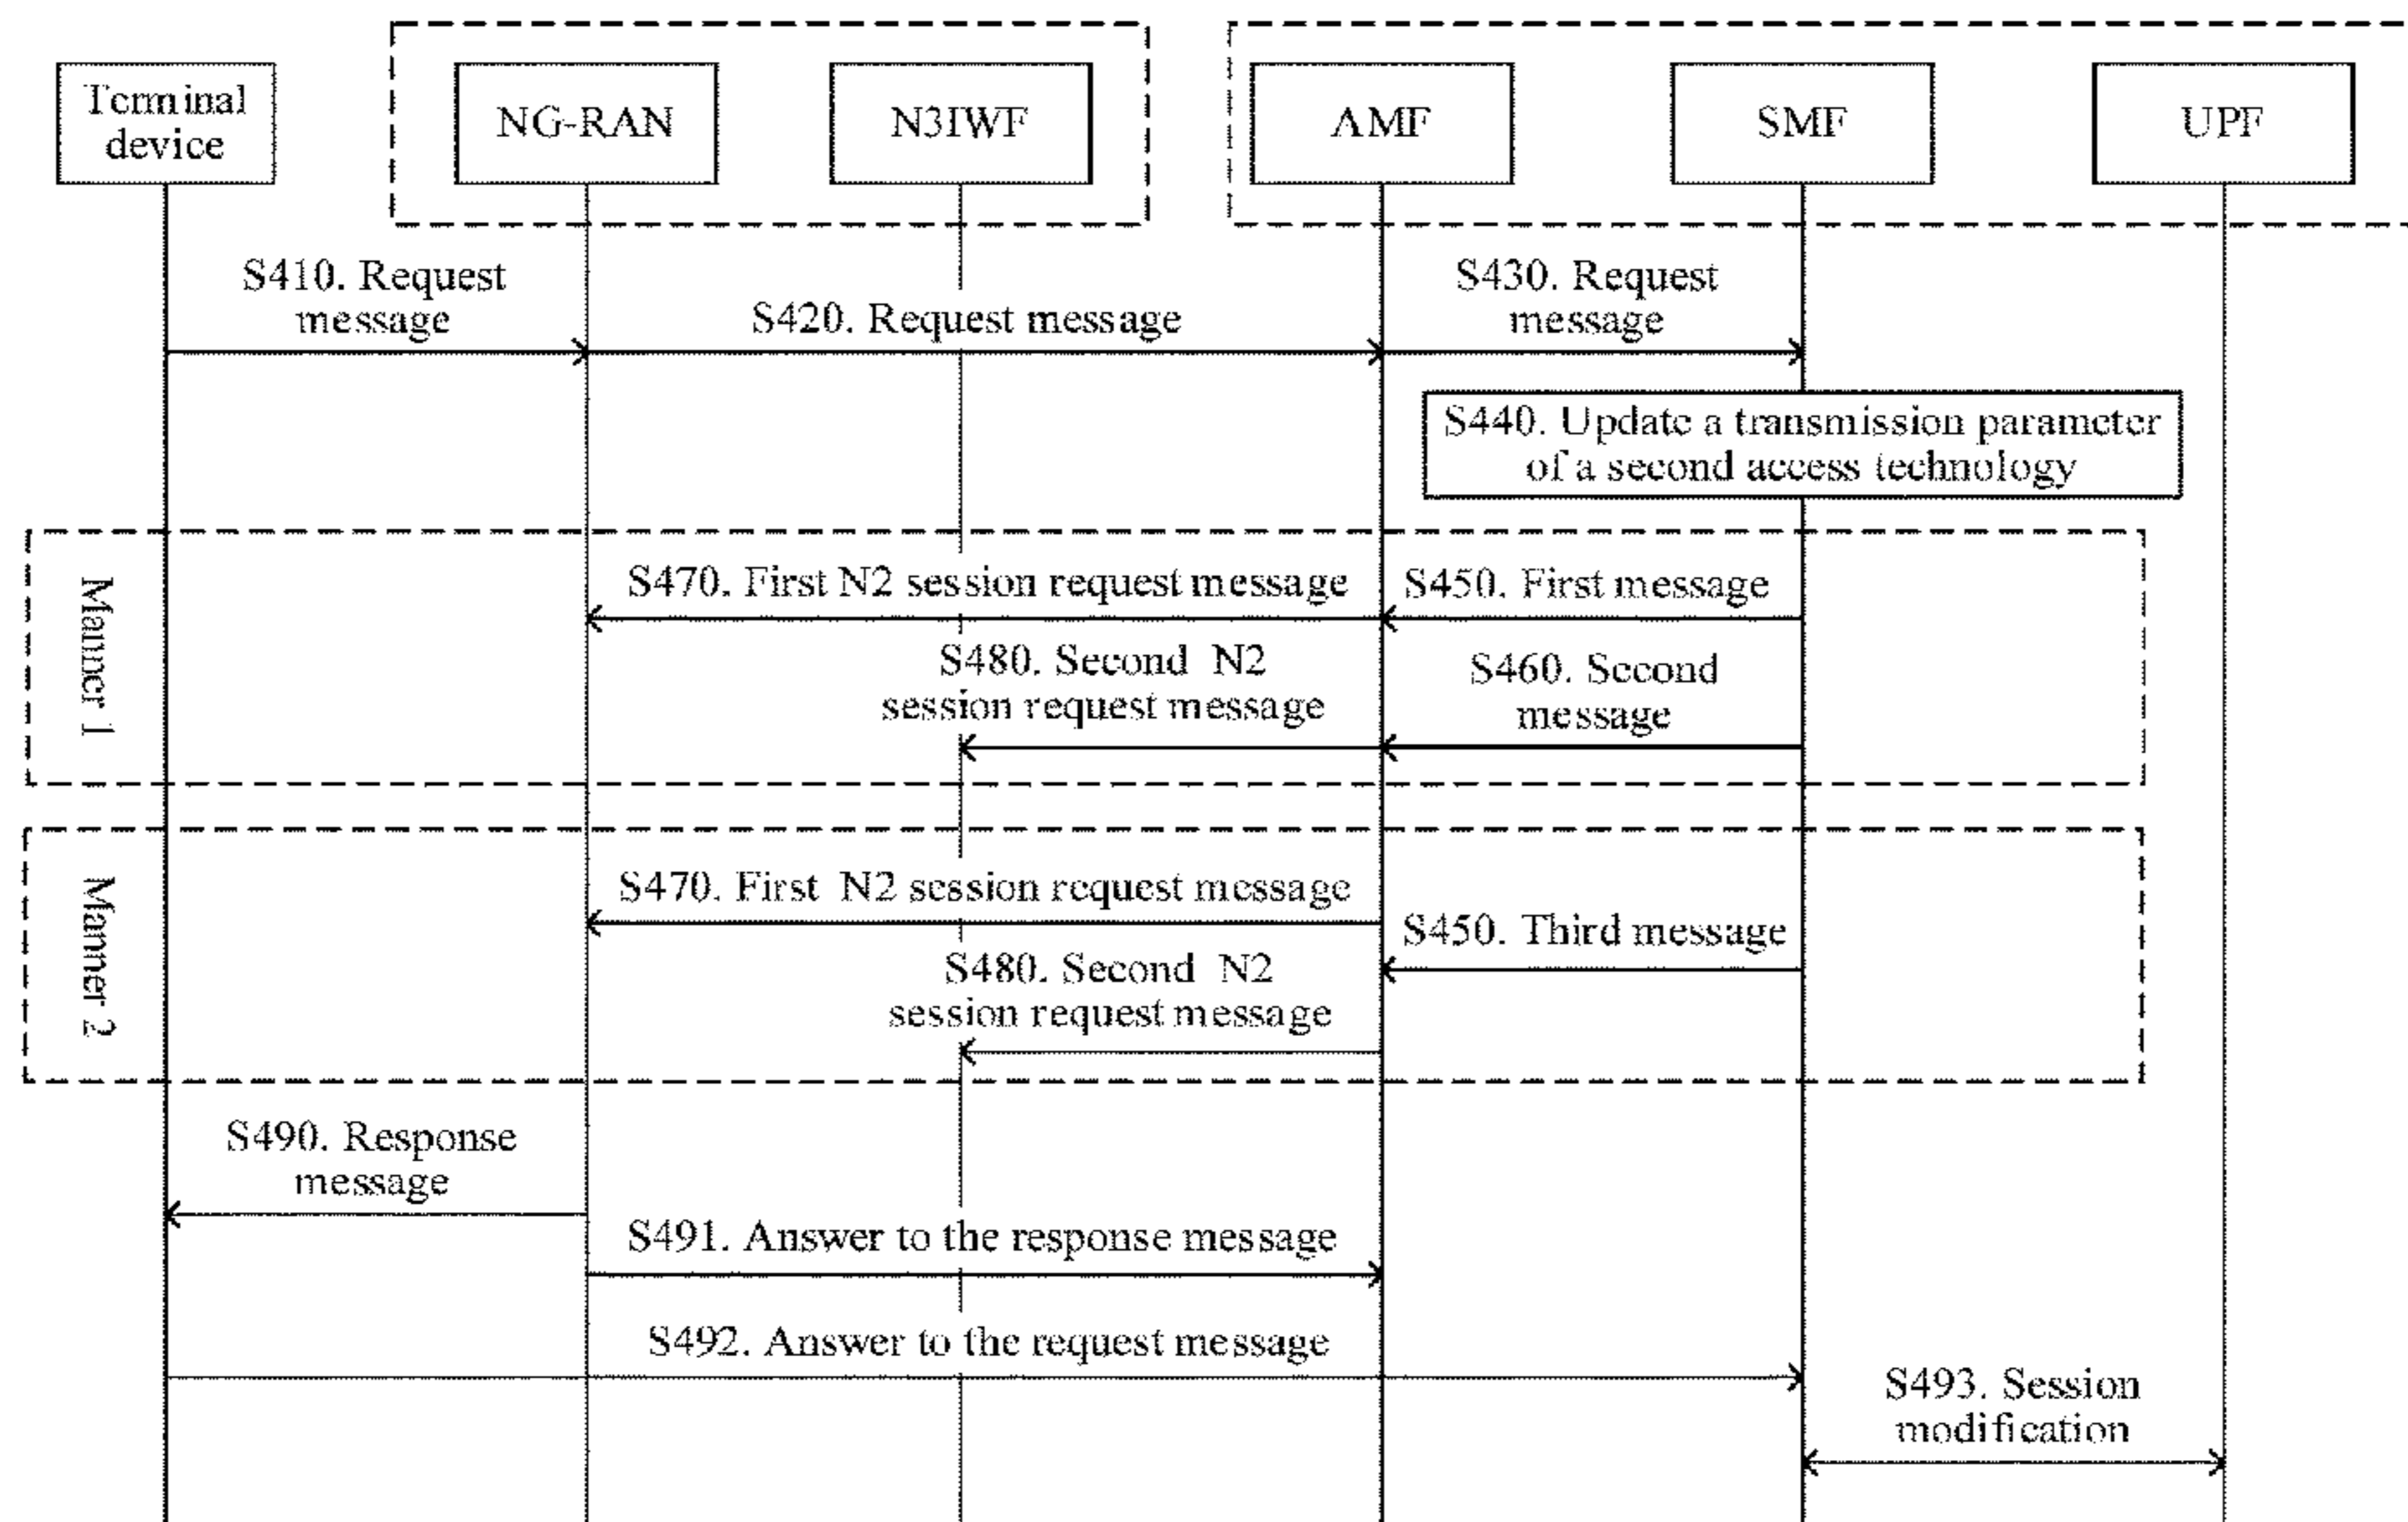 Terminal
device
NG-RAN
N3IWF
AMF
SMF
UPF
S410. Request
message
S420. Request message
S430. Request
message
S440. Update a transmission parameter
of a second access technology
Manner 1
S470. First N2 session request message
S450. First message
S480. Second N2
session request message
S460. Second
message
Manner 2
S470. First N2 session request message
S450. Third message
S480. Second N2
session request message
S490. Response
message
S491. Answer to the response message
S492. Answer to the request message
S493. Session
modification